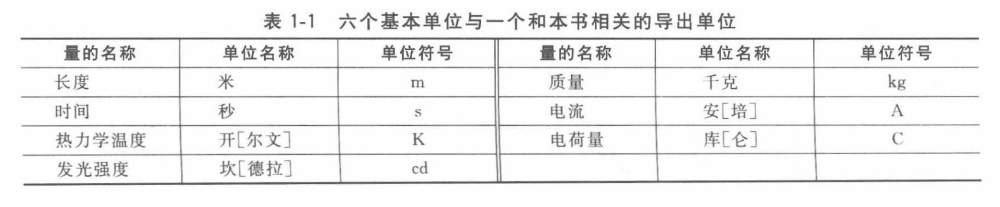 表 1-1 六个基本单位与一个和本书相关的导出单位
量的名称 单位名称 单位符号 量的名称 单位名称 单位符号
长度 米 m 质量 千克 kg
时间 秒 s 电流 安[培] A
热力学温度 开[尔文] K 电荷量 库[仑] C
发光强度 坎[德拉] cd